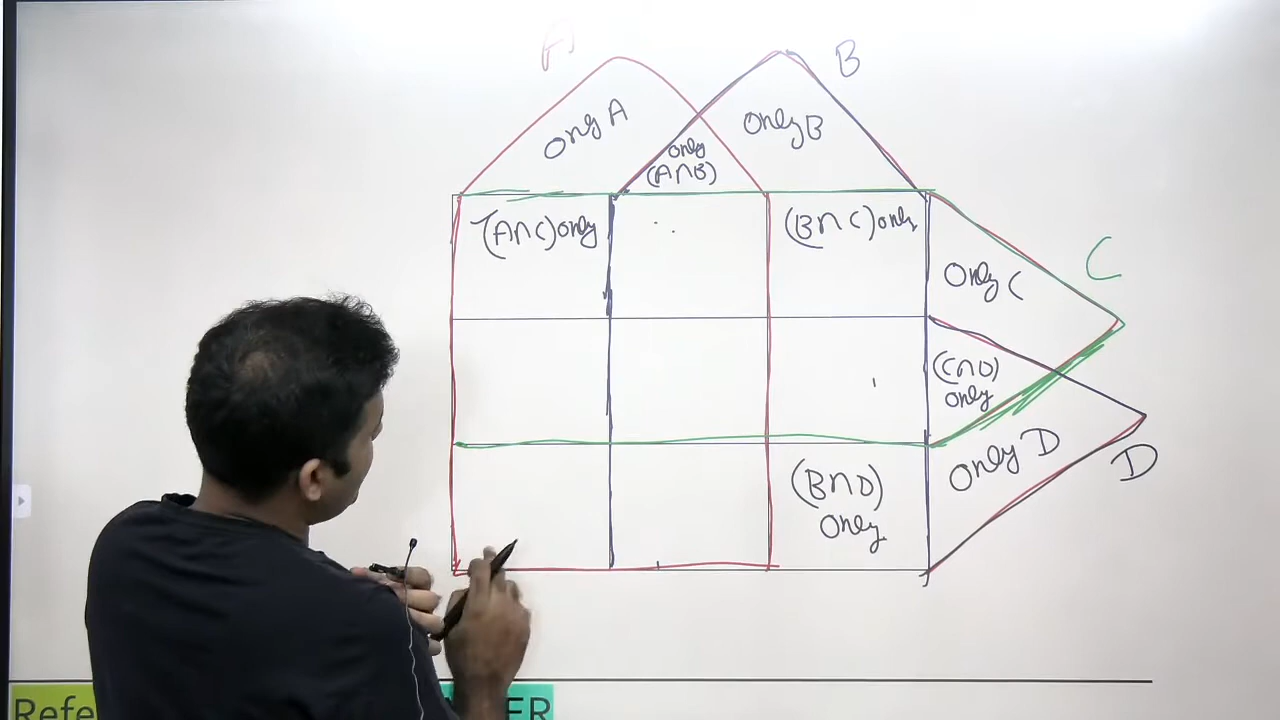 A
B
Only A
Only B
Only
(A∩B)
(A∩C) only
(B∩C) only
Only C
C
(C∩D)
Only
Only D
D
(B∩D)
Only
Refe
ER